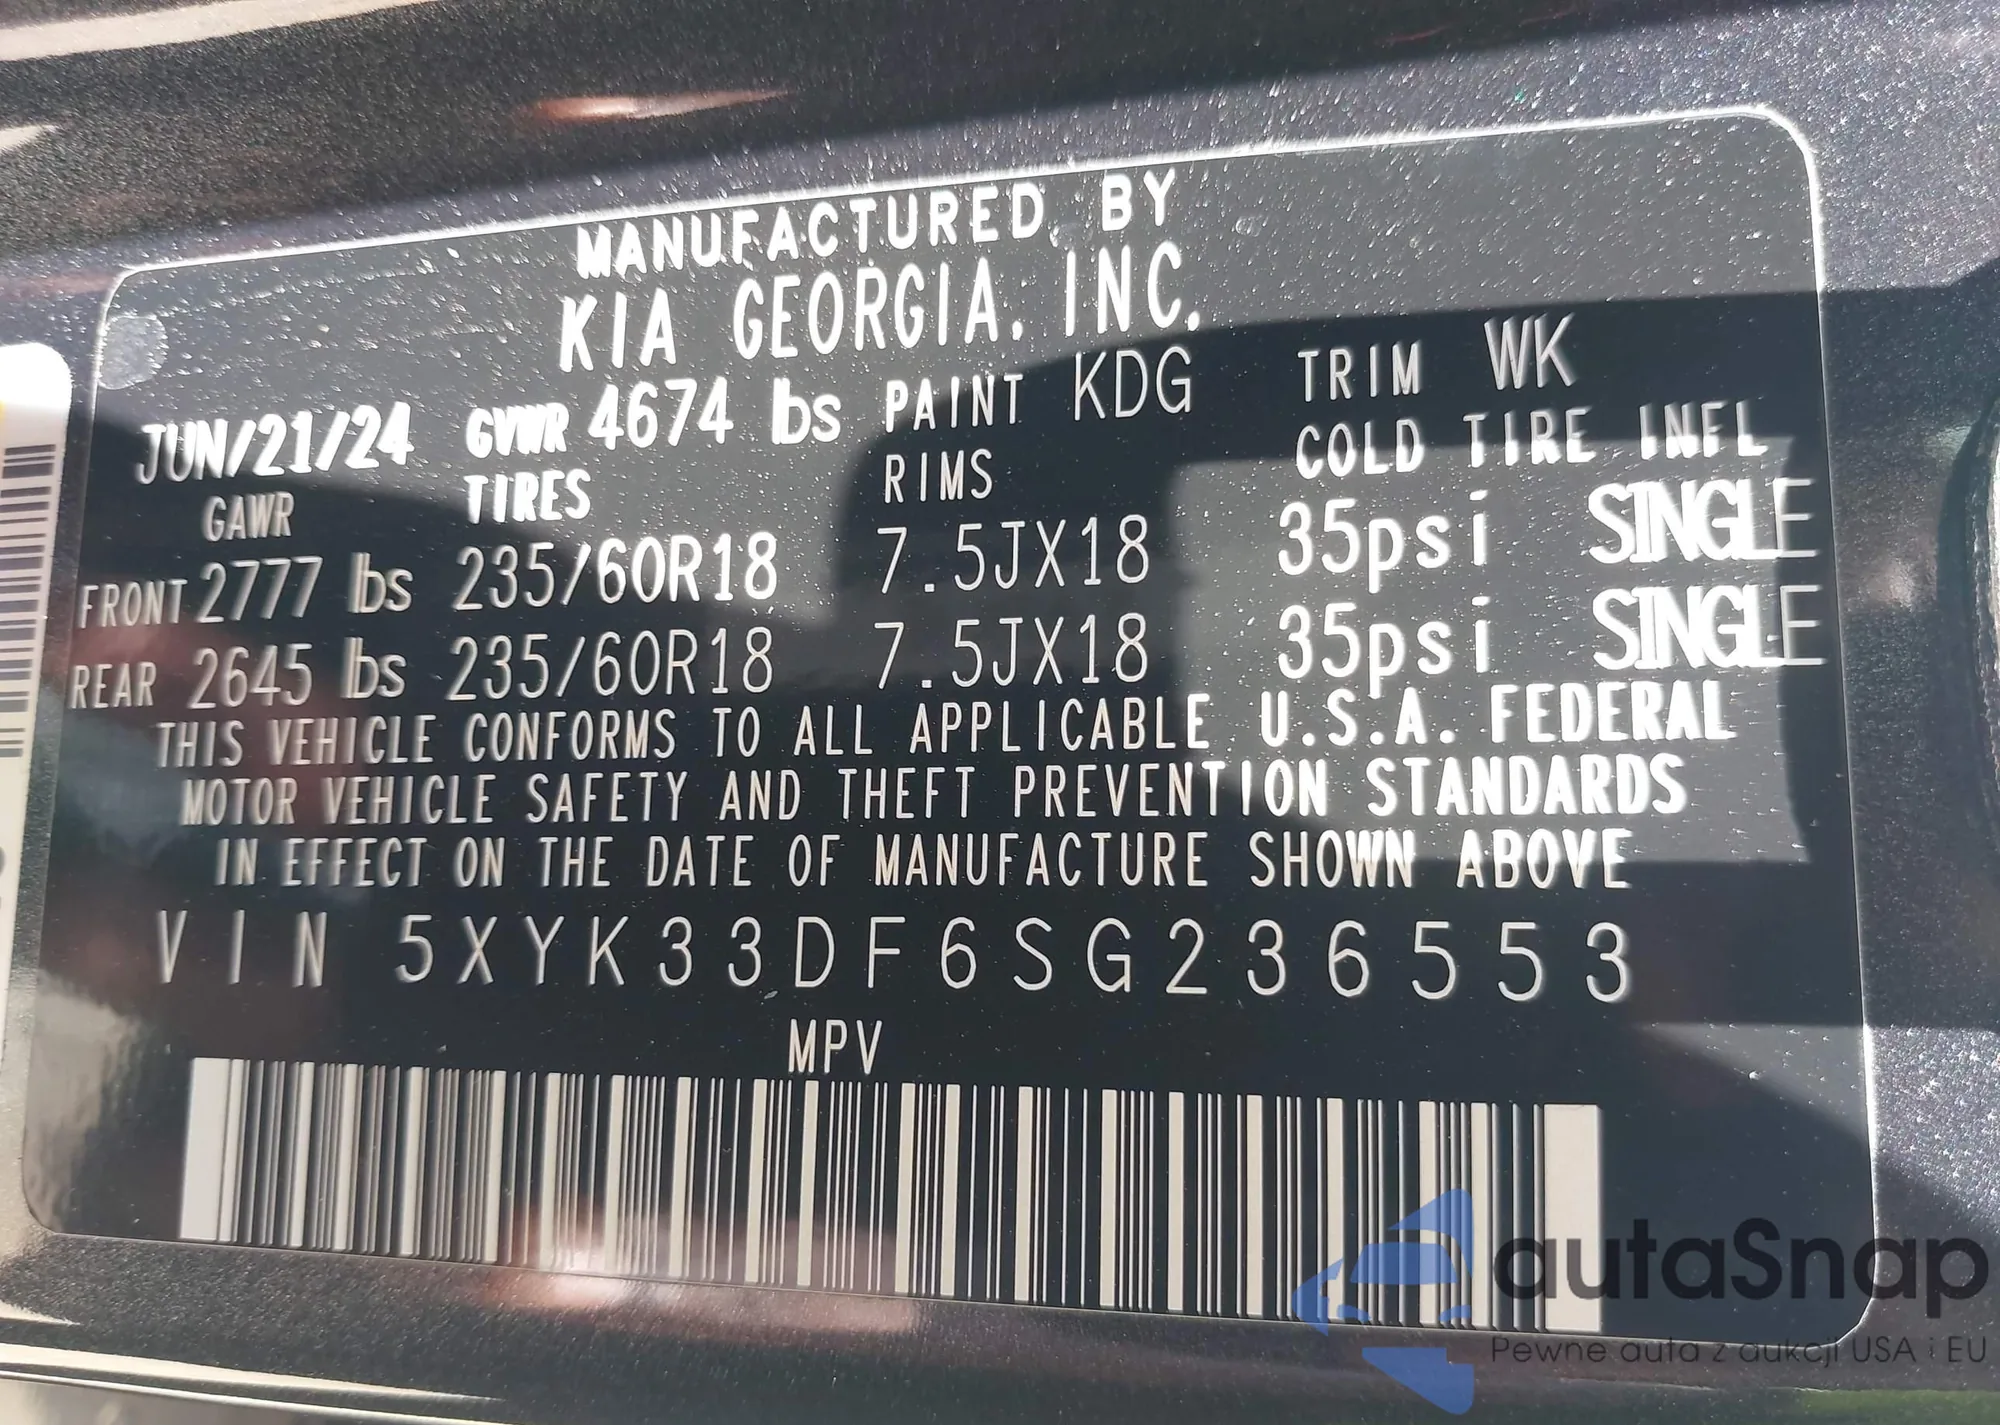 MANUFACTURED BY
KIA GEORGIA, INC.
JUN/21/24 GVWR 4674 lbs PAINT KDG TRIM WK
GAWR TIRES RIMS COLD TIRE INFL
FRONT 2777 lbs 235/60R18 7.5JX18 35psi SINGLE
REAR 2645 lbs 235/60R18 7.5JX18 35psi SINGLE
THIS VEHICLE CONFORMS TO ALL APPLICABLE U.S.A. FEDERAL
MOTOR VEHICLE SAFETY AND THEFT PREVENTION STANDARDS
IN EFFECT ON THE DATE OF MANUFACTURE SHOWN ABOVE
VIN 5XYK33DF6SG236553
MPV
autaSnap
Pewne auta z aukcji USA i EU